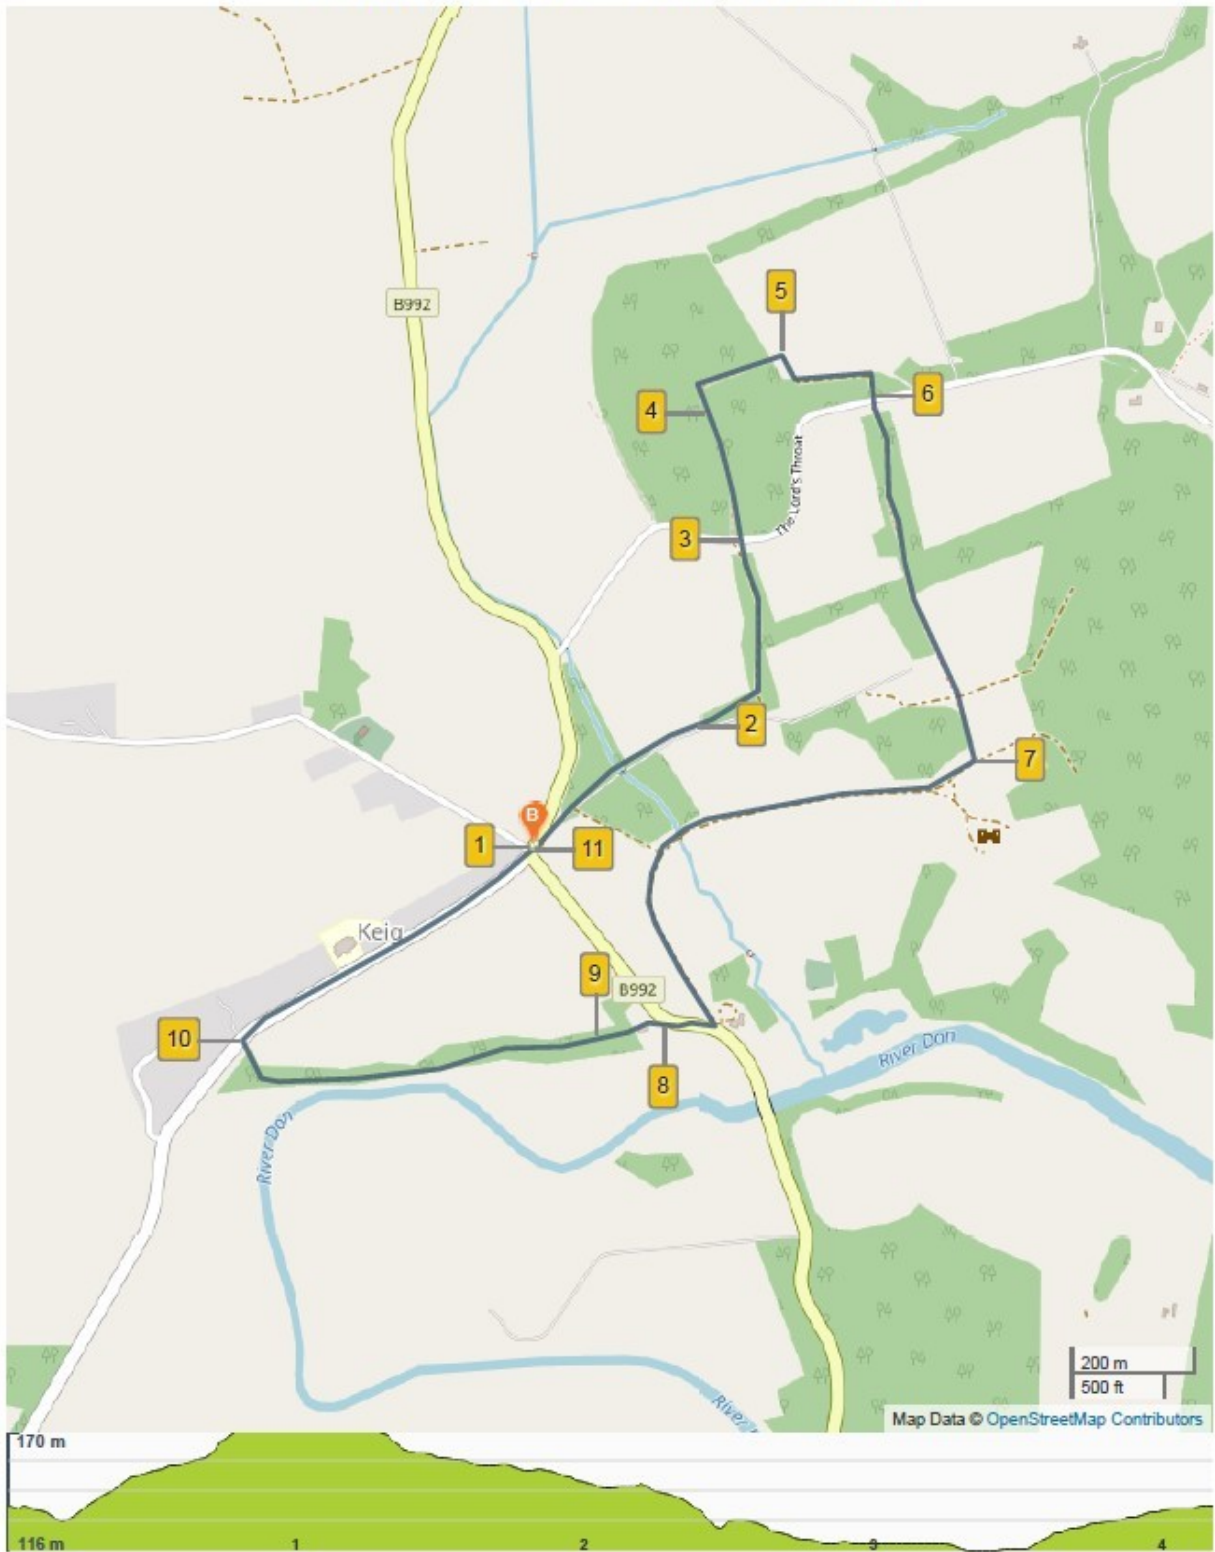 5
B992
6
4
The Lord's Throat
3
2
7
B
1
11
Keig
9
B992
10
River Don
8
River Don
200 m
500 ft
River
Map Data © OpenStreetMap Contributors
170 m
116 m
1
2
3
4